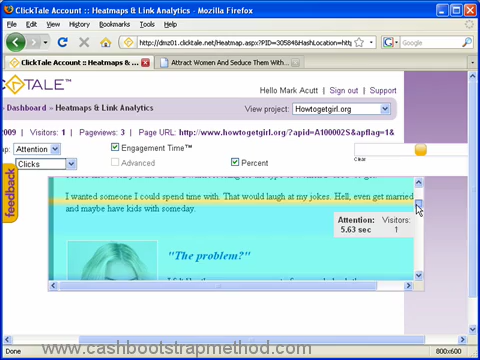 ClickTale Account :: Heatmaps & Link Analytics - Mozilla Firefox
File Edit View History Bookmarks Tools Help
http://dmz01.clicktale.net/Heatmap.aspx?PID=30584&HashLocation=http
ClickTale Account :: Heatmaps & ... Attract Women And Seduce Them With...
TALE™
Hello Mark Acutt | Sign out | Support
» Dashboard » Heatmaps & Link Analytics View project: Howtogetgirl.org
2009 | Visitors: 1 | Pageviews: 3 | Page URL: http://www.howtogetgirl.org/?apid=A100002S&apflag=1&
ap: Attention Engagement Time™
Clicks Advanced Percent Clear
feedback
I wanted someone I could spend time with. That would laugh at my jokes. Hell, even get married
and maybe have kids with someday.
Attention: Visitors:
5.63 sec 1
"The problem?"
Done 800x600
www.cashbootstrapmethod.com